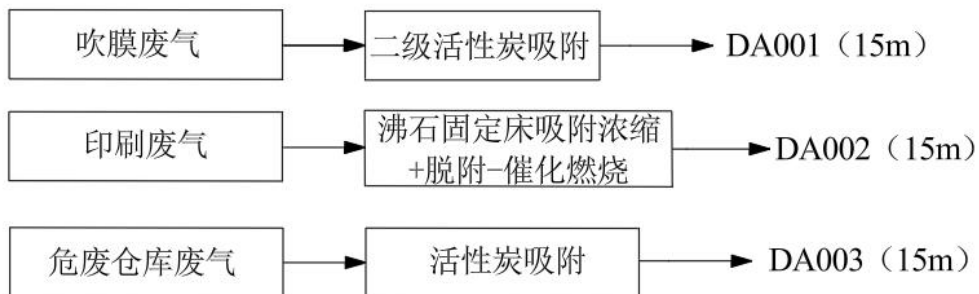 吹膜废气
二级活性炭吸附
DA001（15m）
印刷废气
沸石固定床吸附浓缩
+脱附-催化燃烧
DA002（15m）
危废仓库废气
活性炭吸附
DA003（15m）